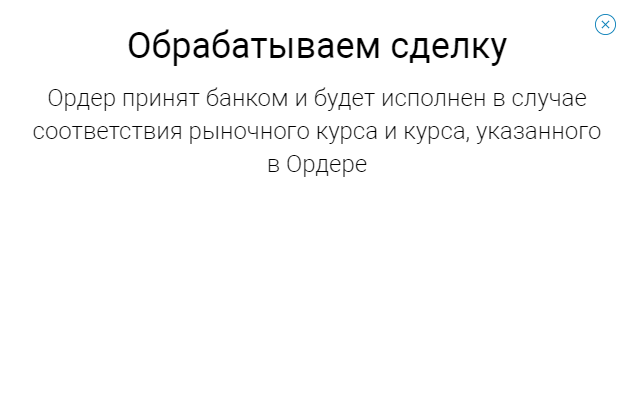 Обрабатываем сделку
Ордер принят банком и будет исполнен в случае
соответствия рыночного курса и курса, указанного
в Ордере